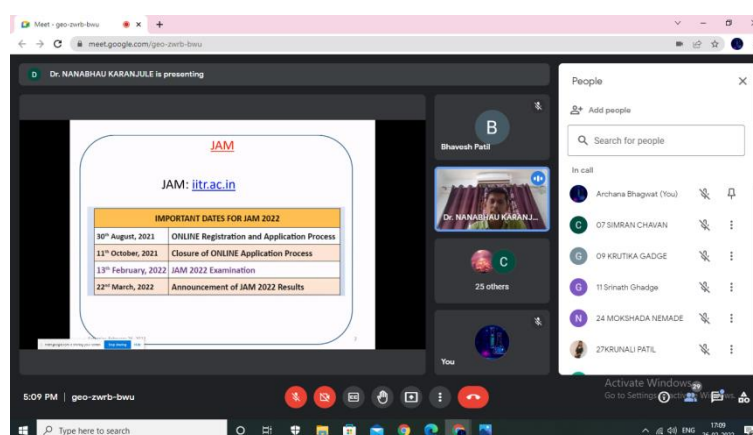 Meet - geo-zwrb-bwu
meet.google.com/geo-zwrb-bwu
D Dr. NANABHAU KARANJULE is presenting
JAM
JAM: iitr.ac.in
IMPORTANT DATES FOR JAM 2022
30th August, 2021 ONLINE Registration and Application Process
11th October, 2021 Closure of ONLINE Application Process
13th February, 2022 JAM 2022 Examination
22nd March, 2022 Announcement of JAM 2022 Results
B
Bhavesh Patil
Dr. NANABHAU KARANJ...
C
25 others
You
People
Add people
Search for people
In call
Archana Bhagwat (You)
C 07 SIMRAN CHAVAN
G 09 KRUTIKA GADGE
G 11 Srinath Ghadge
N 24 MOKSHADA NEMADE
27KRUNALI PATIL
Activate Windows
Go to Settings
29
5:09 PM | geo-zwrb-bwu
Type here to search
ENG
17:09